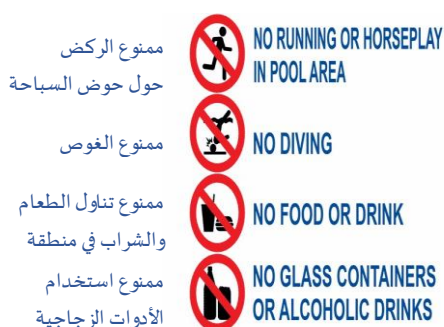 ممنوع الركض
حول حوض السباحة
NO RUNNING OR HORSEPLAY
IN POOL AREA
ممنوع الغوص
NO DIVING
ممنوع تناول الطعام
والشراب في منطقة
NO FOOD OR DRINK
ممنوع استخدام
الأدوات الزجاجية
NO GLASS CONTAINERS
OR ALCOHOLIC DRINKS